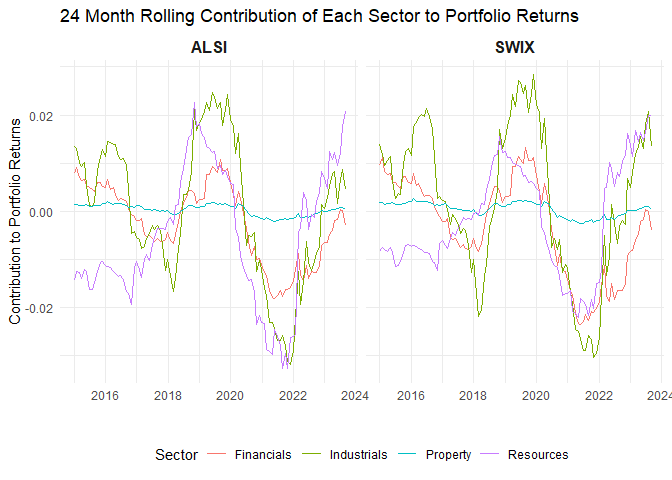 24 Month Rolling Contribution of Each Sector to Portfolio Returns
ALSI
SWIX
Contribution to Portfolio Returns
0.02
0.00
-0.02
2016 2018 2020 2022 2024
2016 2018 2020 2022 2024
Sector Financials Industrials Property Resources